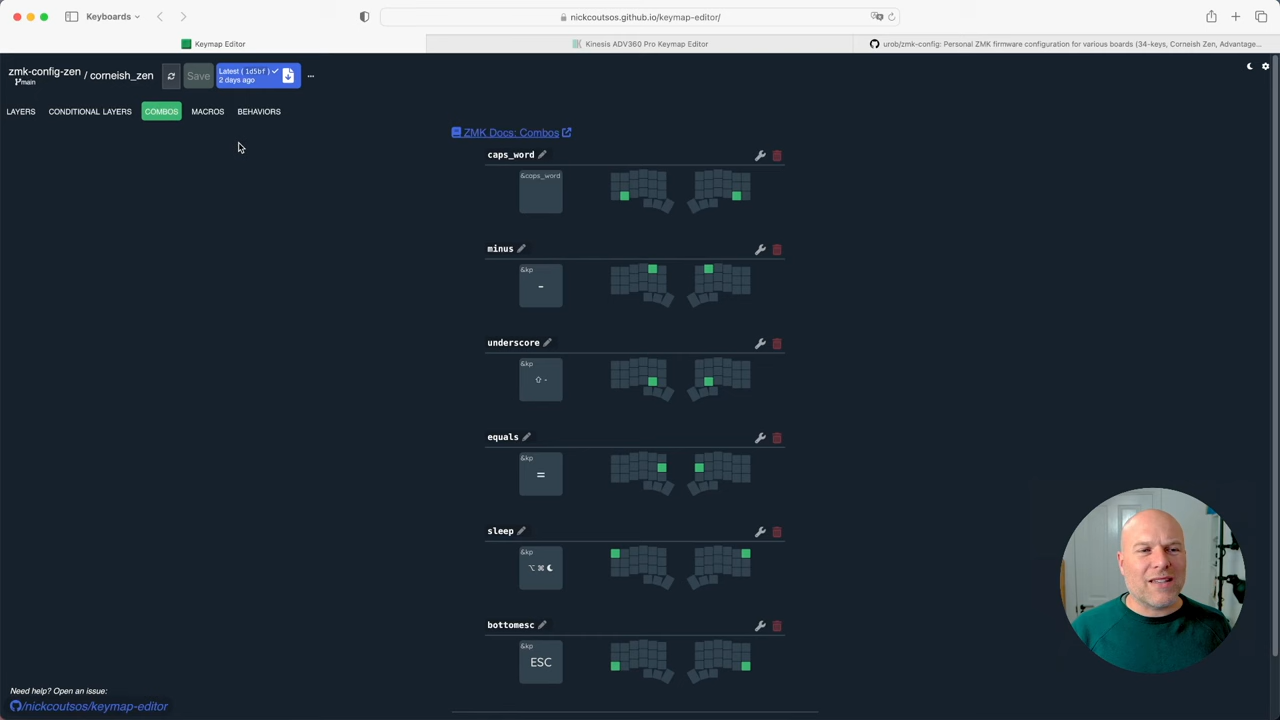 Keyboards
nickcoutsos.github.io/keymap-editor/
Keymap Editor
Kinesis ADV360 Pro Keymap Editor
urob/zmk-config: Personal ZMK firmware configuration for various boards (34-keys, Corneish Zen, Advantage...
zmk-config-zen / corneish_zen
main
Save
Latest (1d5bf) ✓
2 days ago
...
LAYERS
CONDITIONAL LAYERS
COMBOS
MACROS
BEHAVIORS
ZMK Docs: Combos
caps_word
&caps_word
minus
&kp
-
underscore
&kp
⇧ -
equals
&kp
=
sleep
&kp
⌥ ⌘ ⏾
bottomesc
&kp
ESC
Need help? Open an issue:
/nickcoutsos/keymap-editor